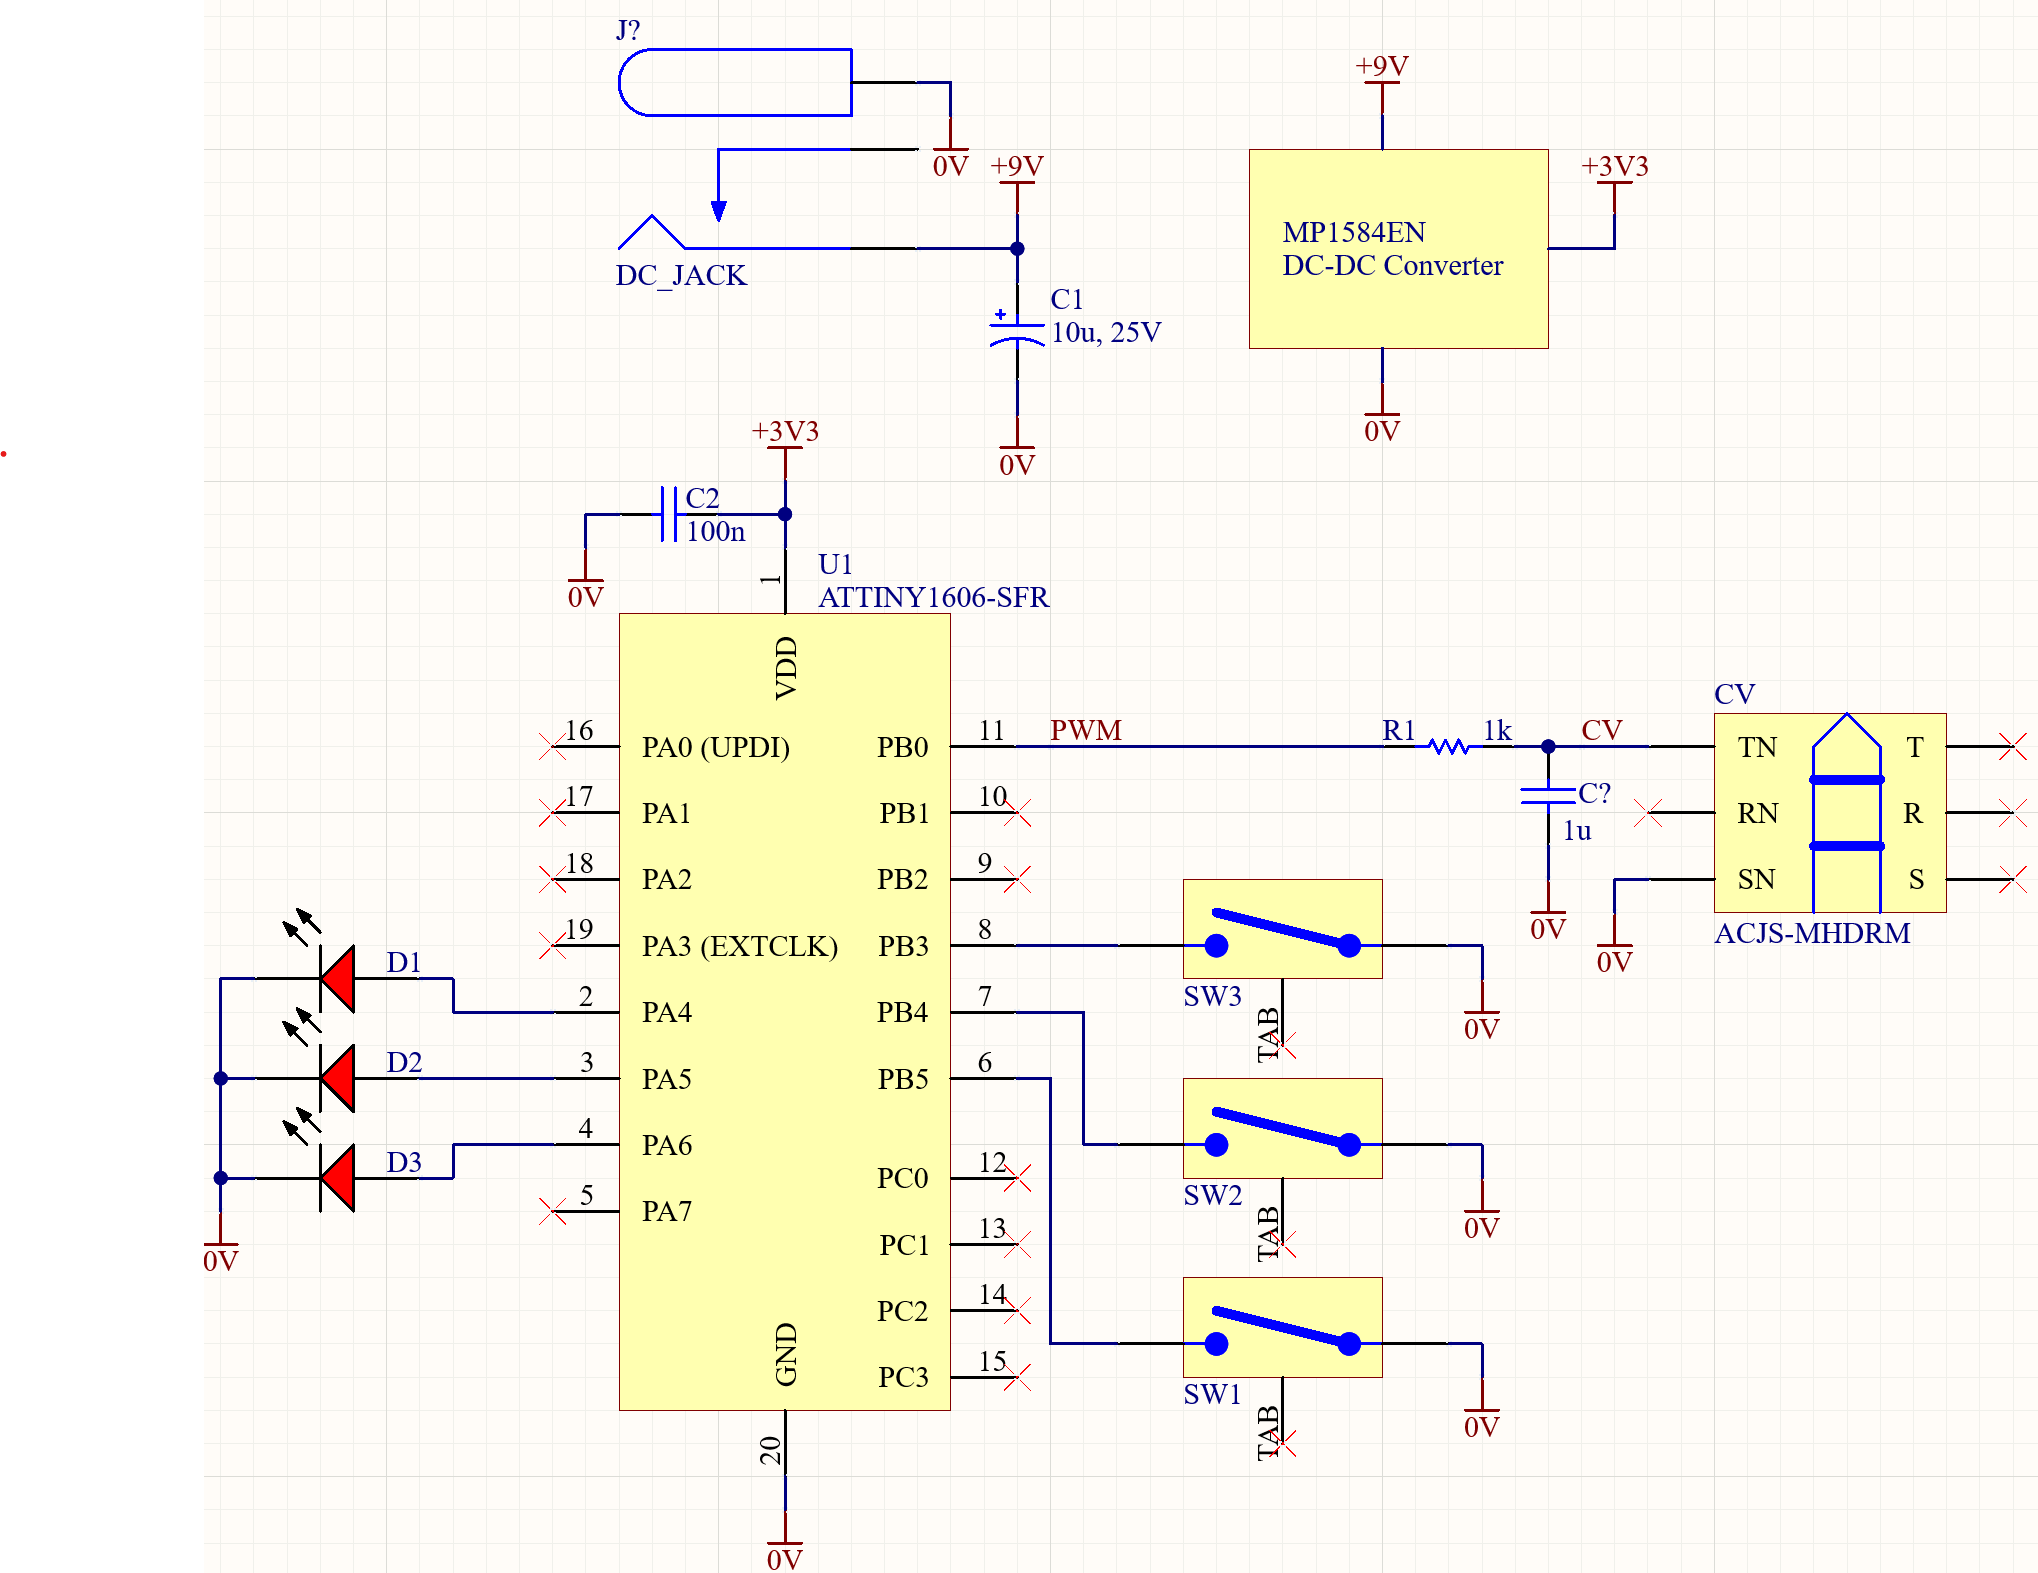 J?
0V
+9V
DC_JACK
C1
10u, 25V
0V
+9V
MP1584EN
DC-DC Converter
+3V3
0V
+3V3
C2
100n
0V
U1
ATTINY1606-SFR
1
VDD
16
PA0 (UPDI)
17
PA1
18
PA2
19
PA3 (EXTCLK)
2
PA4
3
PA5
4
PA6
5
PA7
11
PB0
10
PB1
9
PB2
8
PB3
7
PB4
6
PB5
12
PC0
13
PC1
14
PC2
15
PC3
GND
20
0V
D1
D2
D3
0V
PWM
R1
1k
CV
C?
1u
0V
CV
TN
T
RN
R
SN
S
ACJS-MHDRM
0V
SW3
TAB
0V
SW2
TAB
0V
SW1
TAB
0V